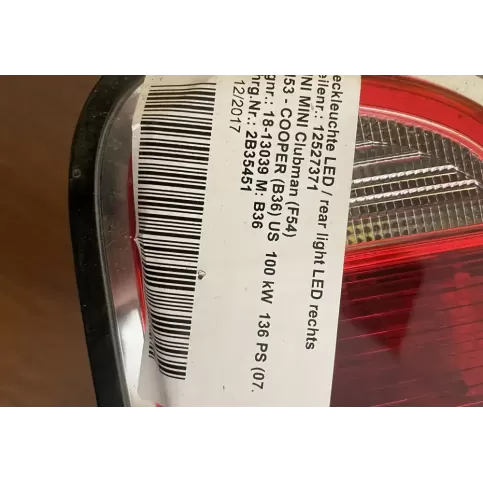 eckleuchte LED / rear light LED rechts
eilenr.: 12527371
NI MINI Clubman (F54)
53 - COOPER (B36) US 100 kW 136 PS (07.
12/2017
gnr.: 18-13039 M: B36
hrg.Nr.: 2B35451